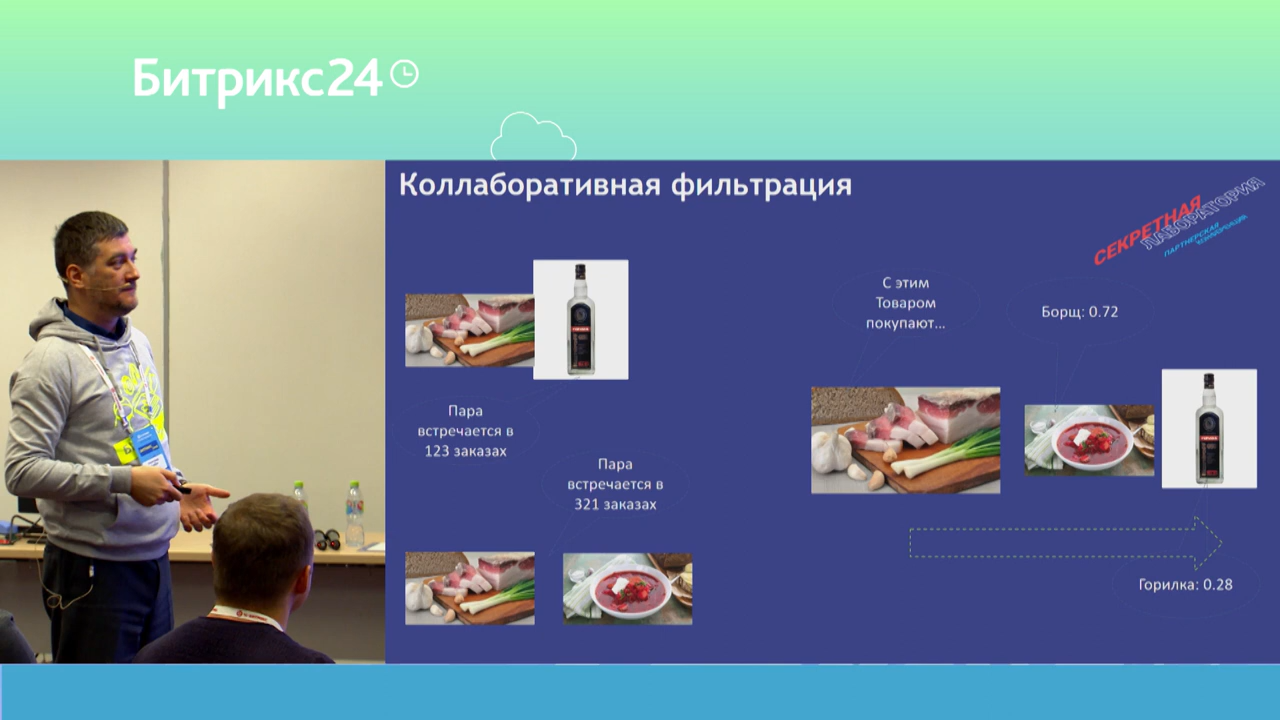 Битрикс24
Коллаборативная фильтрация
СЕКРЕТНАЯ
ЛАБОРАТОРИЯ
ПАРТНЕРСКАЯ
С этим
Товаром
покупают...
Борщ: 0.72
Пара
встречается в
123 заказах
Пара
встречается в
321 заказах
Горилка: 0.28